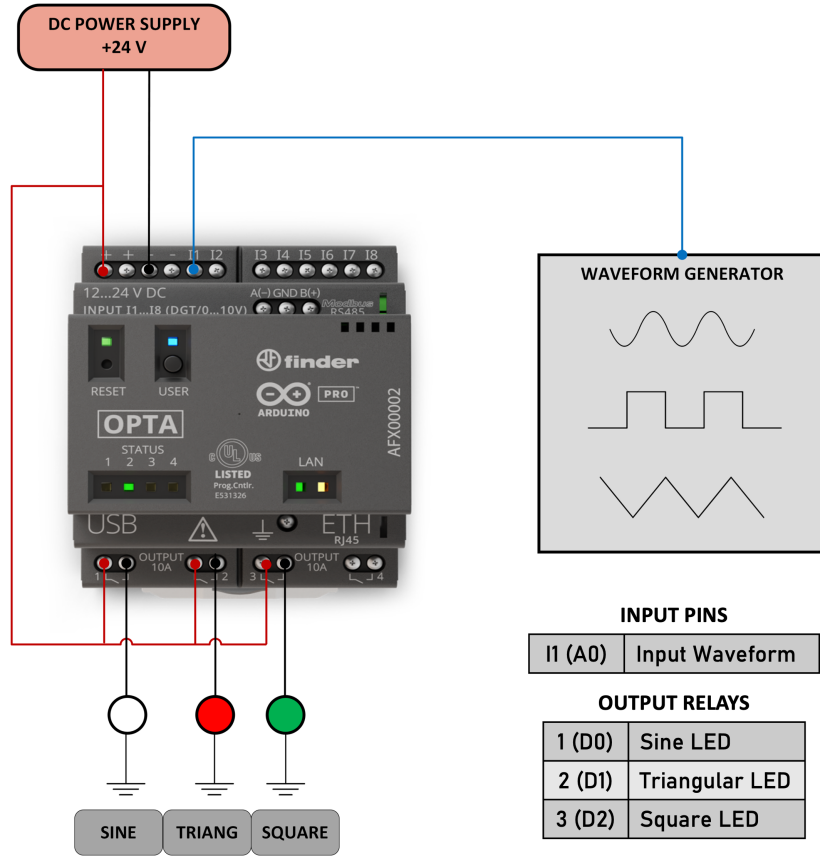 DC POWER SUPPLY
+24 V
+ + - - I1 I2 I3 I4 I5 I6 I7 I8
12...24 V DC
INPUT I1...I8 (DGT/0...10V)
A(-) GND B(+)
Modbus
RS485
RESET
USER
finder
ARDUINO
PRO
OPTA
AFX00002
STATUS
1 2 3 4
C UL US
LISTED
Prog.Cntlr.
E531326
LAN
USB
ETH
RJ45
OUTPUT
10A
1
2
OUTPUT
10A
3
4
SINE
TRIANG
SQUARE
WAVEFORM GENERATOR
INPUT PINS
I1 (A0) Input Waveform
OUTPUT RELAYS
1 (D0) Sine LED
2 (D1) Triangular LED
3 (D2) Square LED